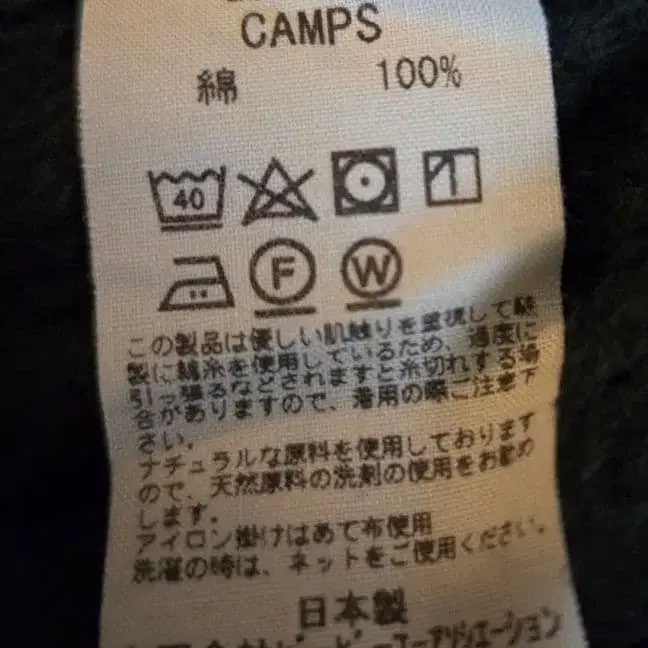 CAMPS
綿 100%
40
F W
この製品は優しい肌触りを重視して縫
製に綿糸を使用しているため、過度に
引っ張るなどされますと糸切れする場
合がありますので、着用の際ご注意下
さい。
ナチュラルな原料を使用しております
ので、天然原料の洗剤の使用をお勧め
します。
アイロン掛けはあて布使用
洗濯の時は、ネットをご使用ください。
日本製